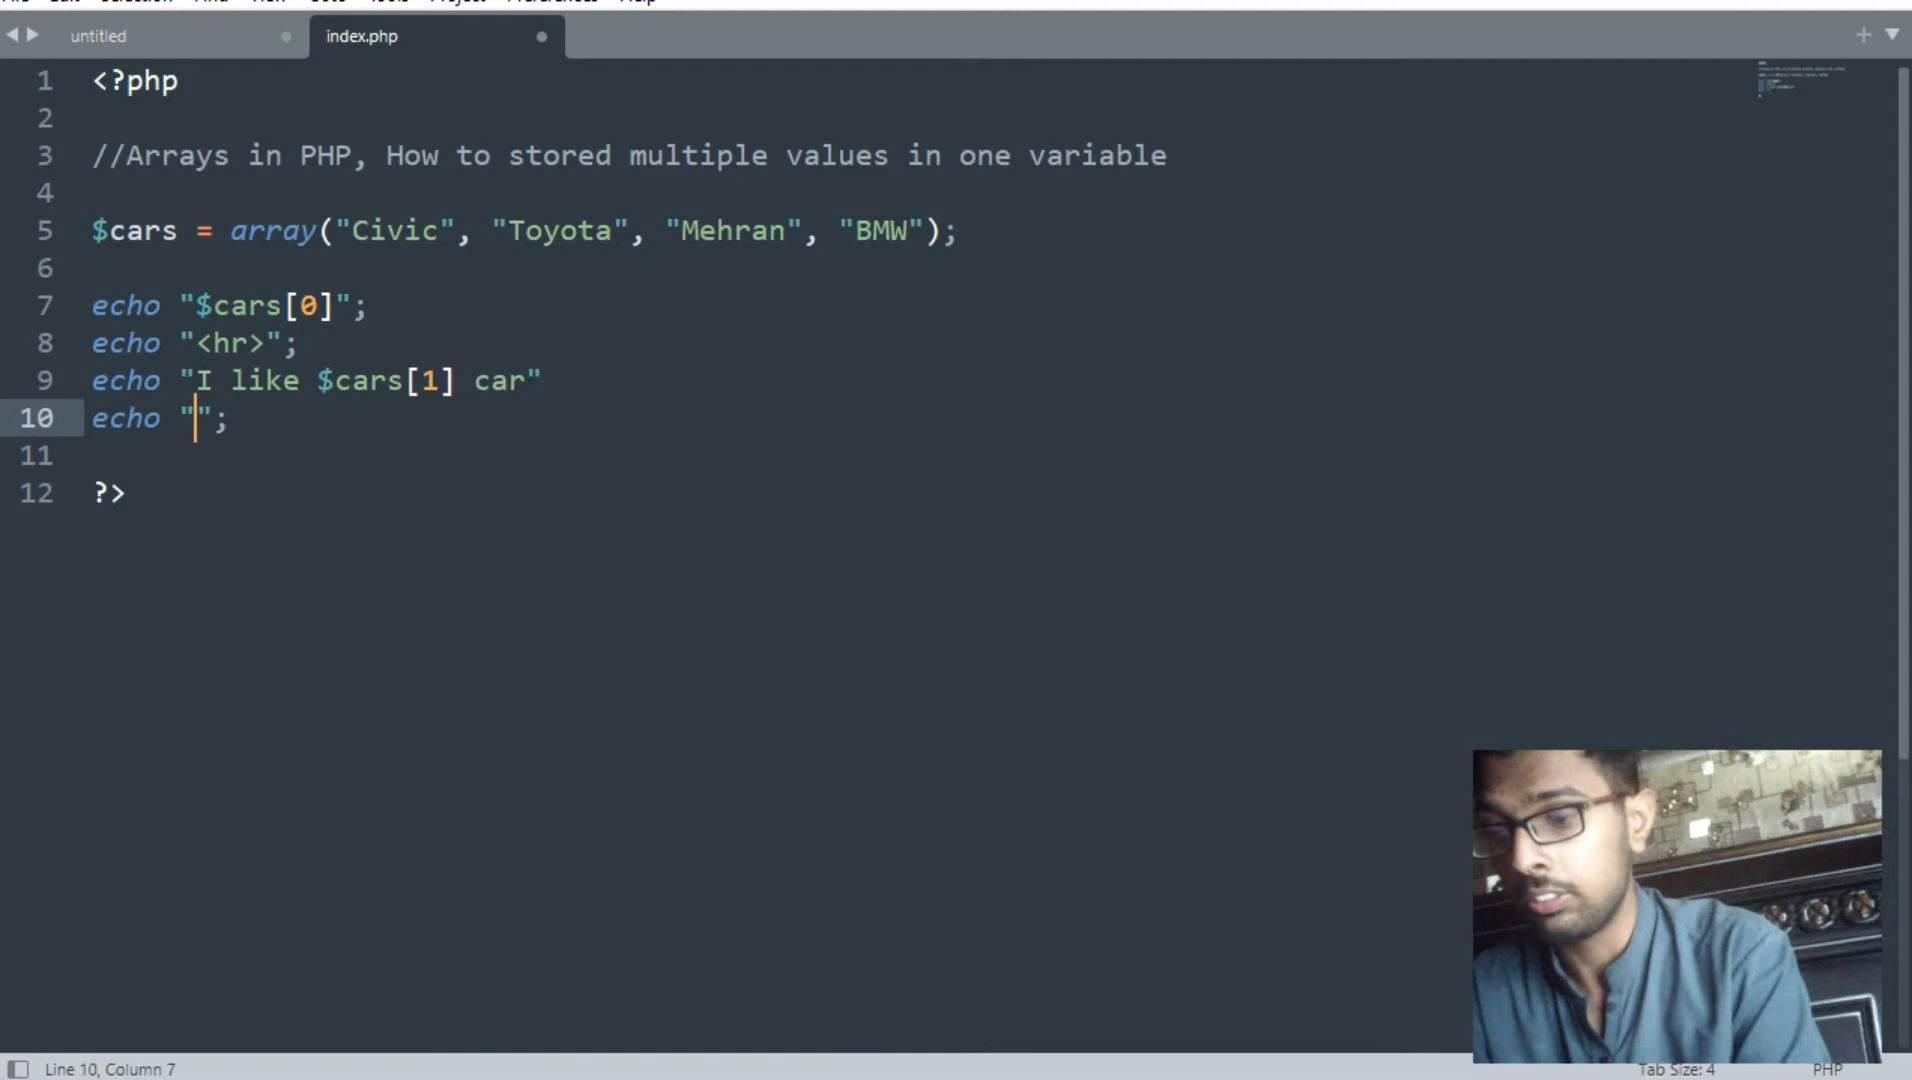 untitled
index.php
1 <?php
2
3 //Arrays in PHP, How to stored multiple values in one variable
4
5 $cars = array("Civic", "Toyota", "Mehran", "BMW");
6
7 echo "$cars[0]";
8 echo "<hr>";
9 echo "I like $cars[1] car"
10 echo "";
11
12 ?>
Line 10, Column 7
Tab Size: 4
PHP